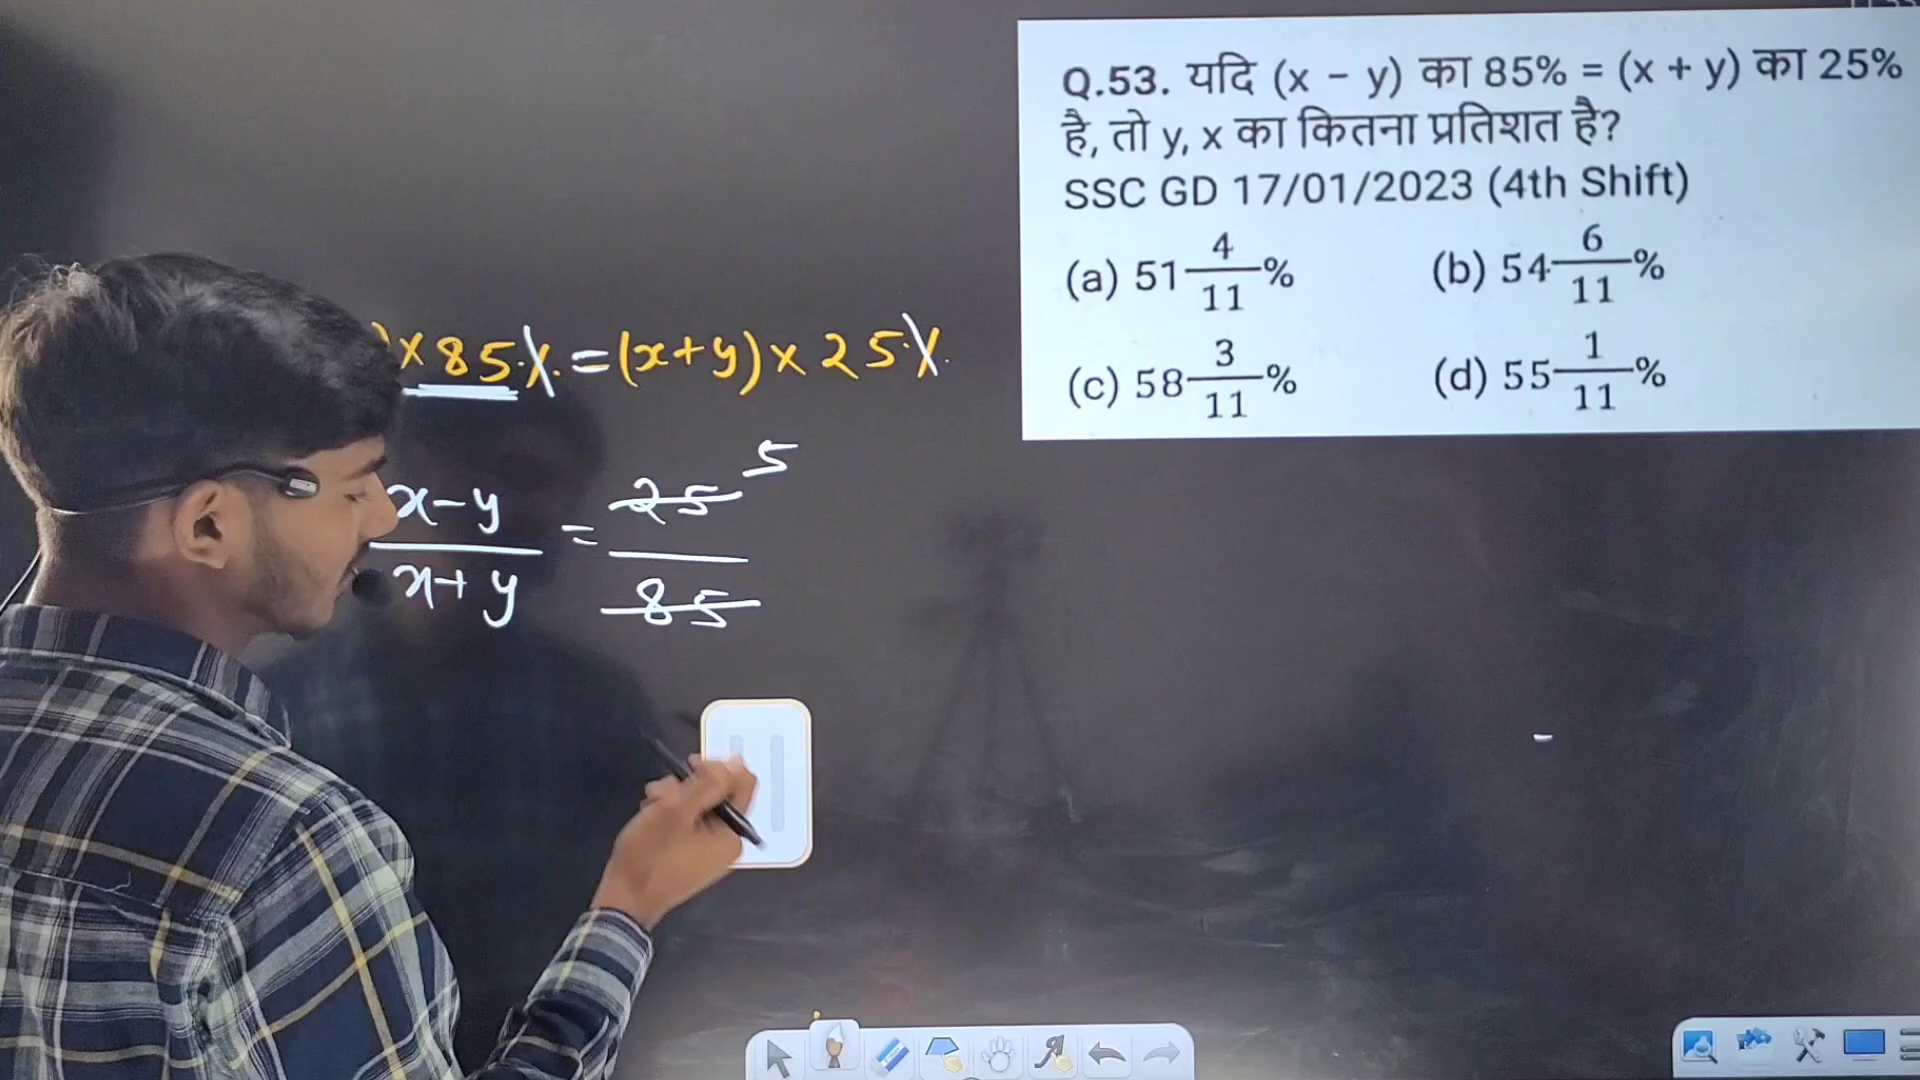 Q.53. यदि (x - y) का 85% = (x + y) का 25%
है, तो y, x का कितना प्रतिशत है?
SSC GD 17/01/2023 (4th Shift)
(a) 51 4/11 % (b) 54 6/11 %
(c) 58 3/11 % (d) 55 1/11 %
) × 85% = (x+y) × 25%
x-y / x+y = 25 / 85
5